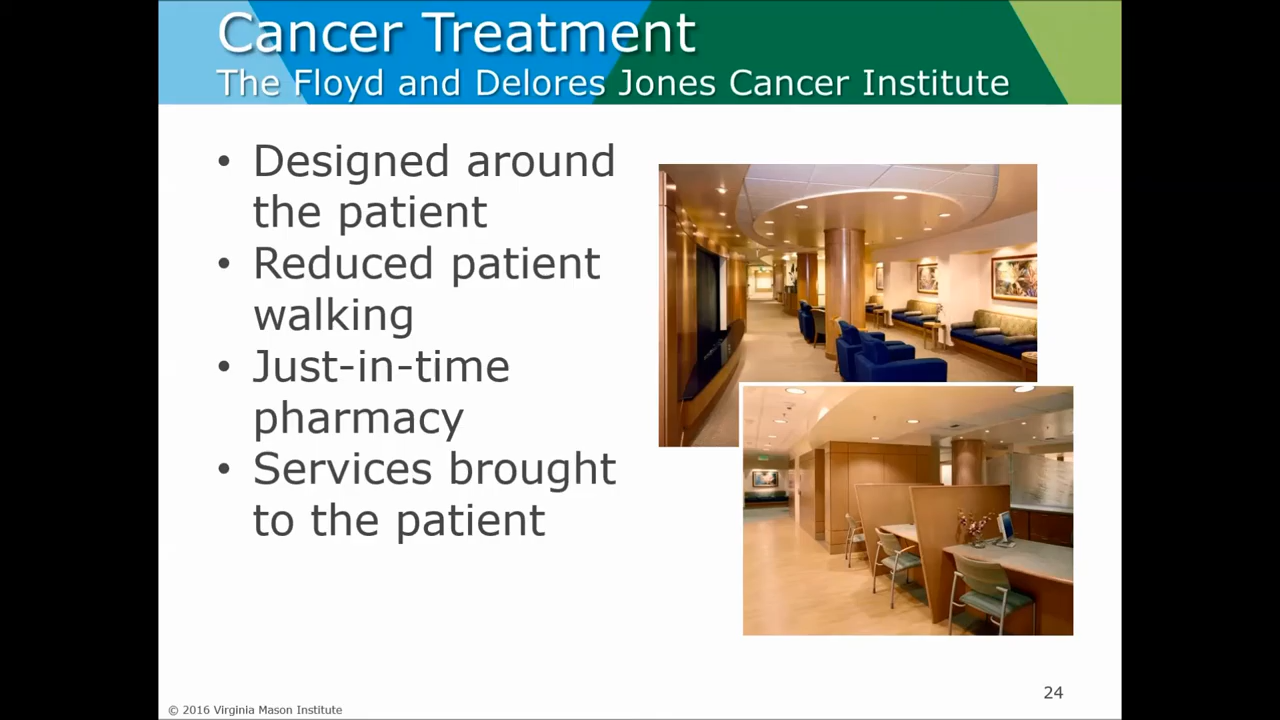 Cancer Treatment
The Floyd and Delores Jones Cancer Institute
• Designed around
the patient
• Reduced patient
walking
• Just-in-time
pharmacy
• Services brought
to the patient
24
© 2016 Virginia Mason Institute